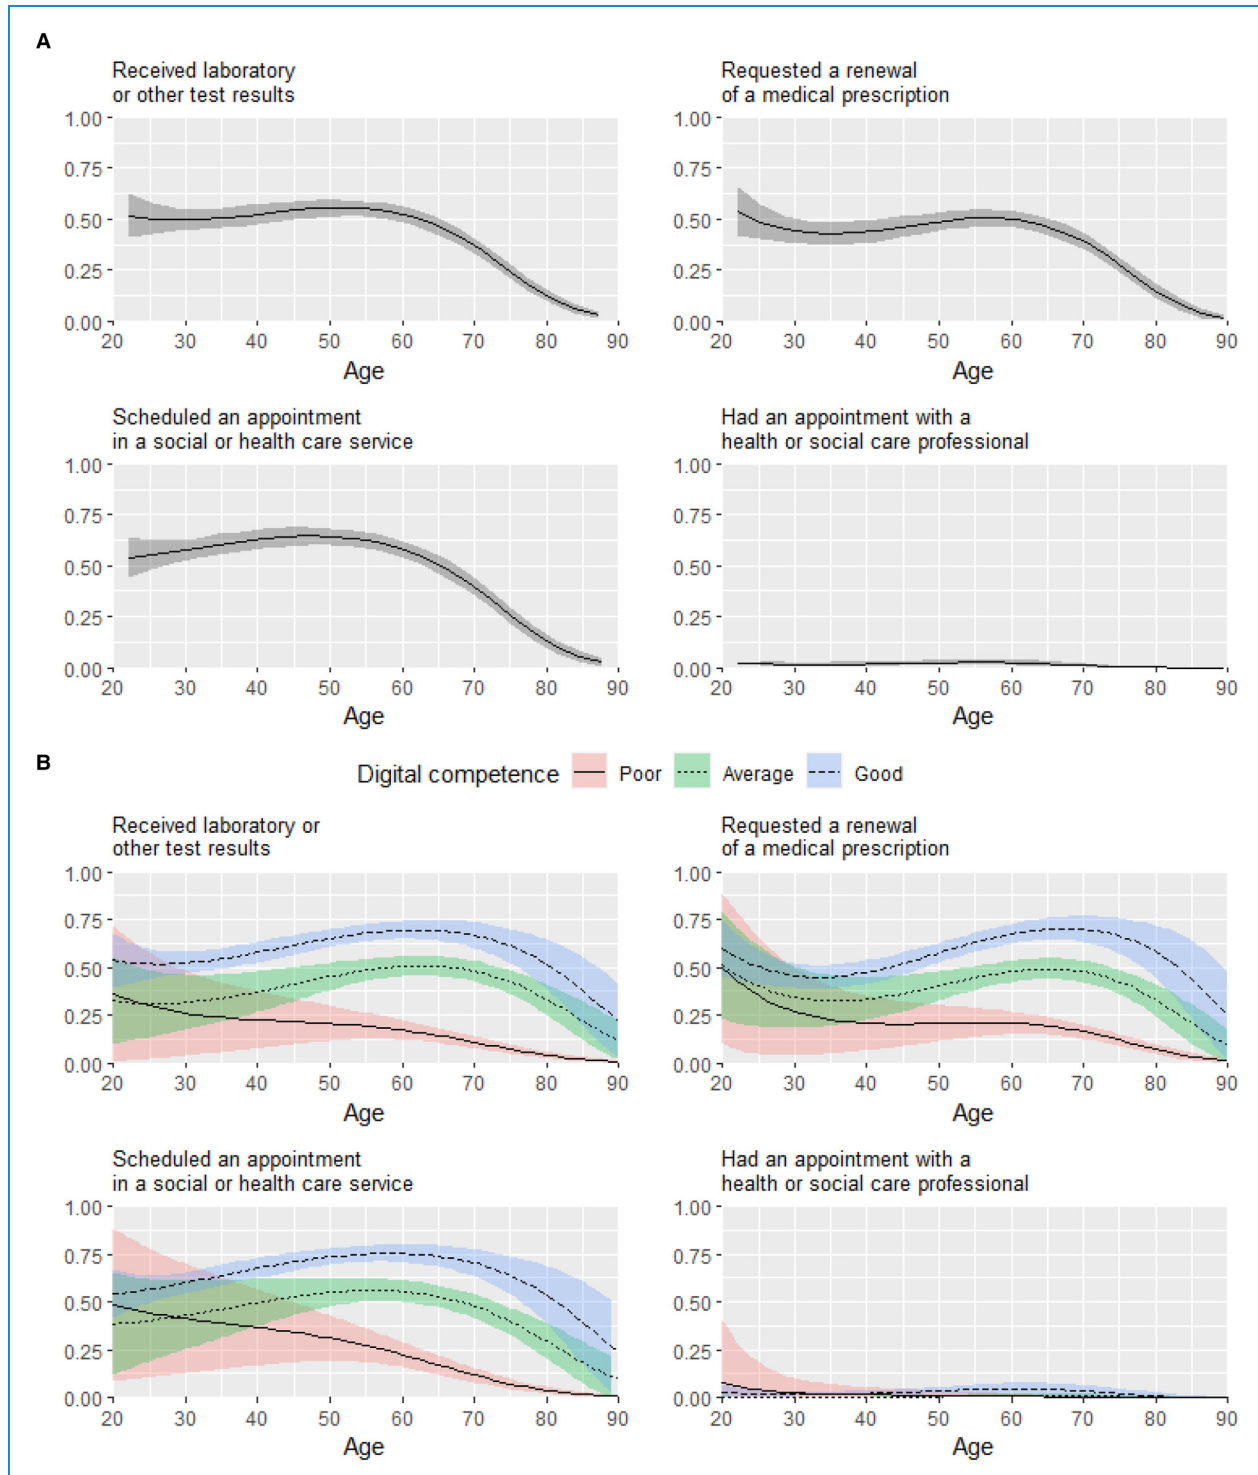 A
Received laboratory
or other test results
1.00
0.75
0.50
0.25
0.00
20 30 40 50 60 70 80 90
Age
Requested a renewal
of a medical prescription
1.00
0.75
0.50
0.25
0.00
20 30 40 50 60 70 80 90
Age
Scheduled an appointment
in a social or health care service
1.00
0.75
0.50
0.25
0.00
20 30 40 50 60 70 80 90
Age
Had an appointment with a
health or social care professional
1.00
0.75
0.50
0.25
0.00
20 30 40 50 60 70 80 90
Age
B
Digital competence Poor Average Good
Received laboratory or
other test results
1.00
0.75
0.50
0.25
0.00
20 30 40 50 60 70 80 90
Age
Requested a renewal
of a medical prescription
1.00
0.75
0.50
0.25
0.00
20 30 40 50 60 70 80 90
Age
Scheduled an appointment
in a social or health care service
1.00
0.75
0.50
0.25
0.00
20 30 40 50 60 70 80 90
Age
Had an appointment with a
health or social care professional
1.00
0.75
0.50
0.25
0.00
20 30 40 50 60 70 80 90
Age